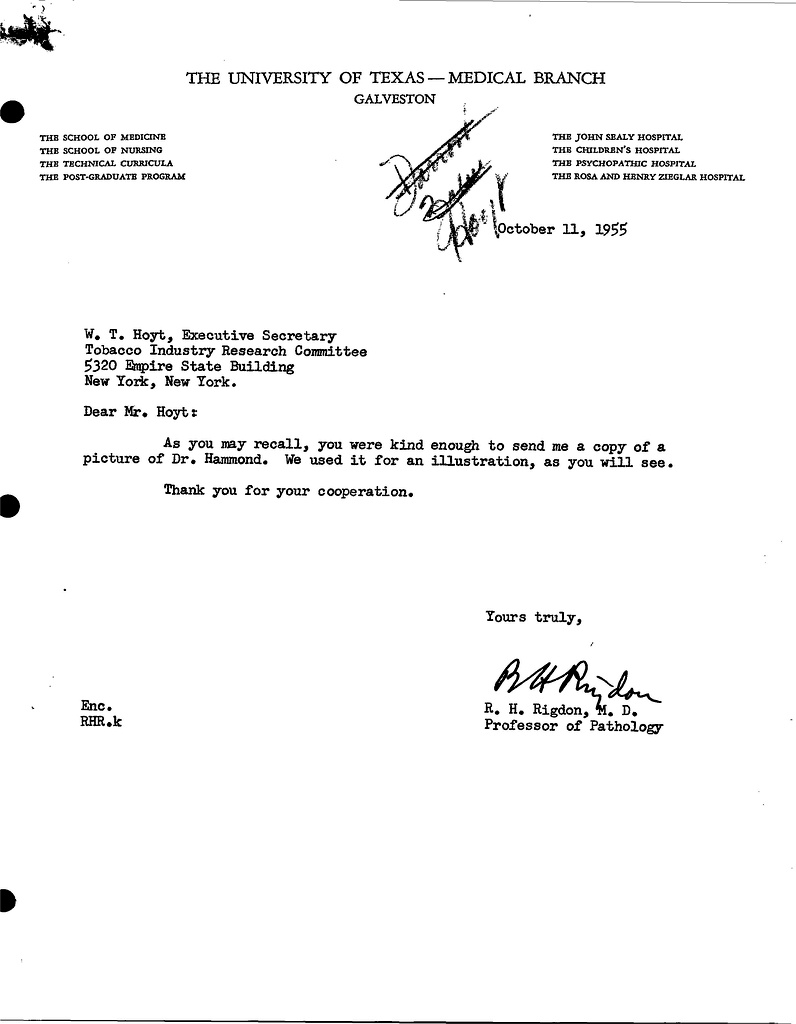 THE UNIVERSITY OF TEXAS — MEDICAL BRANCH
GALVESTON
THE SCHOOL OF MEDICINE
THE SCHOOL OF NURSING
THE TECHNICAL CURRICULA
THE POST-GRADUATE PROGRAM
THE JOHN SEALY HOSPITAL
THE CHILDREN'S HOSPITAL
THE PSYCHOPATHIC HOSPITAL
THE ROSA AND HENRY ZIEGLAR HOSPITAL
Hoyt
October 11, 1955
W. T. Hoyt, Executive Secretary
Tobacco Industry Research Committee
5320 Empire State Building
New York, New York.
Dear Mr. Hoyt:
As you may recall, you were kind enough to send me a copy of a
picture of Dr. Hammond. We used it for an illustration, as you will see.
Thank you for your cooperation.
Yours truly,
R H Rigdon
R. H. Rigdon, M. D.
Professor of Pathology
Enc.
RHR.k